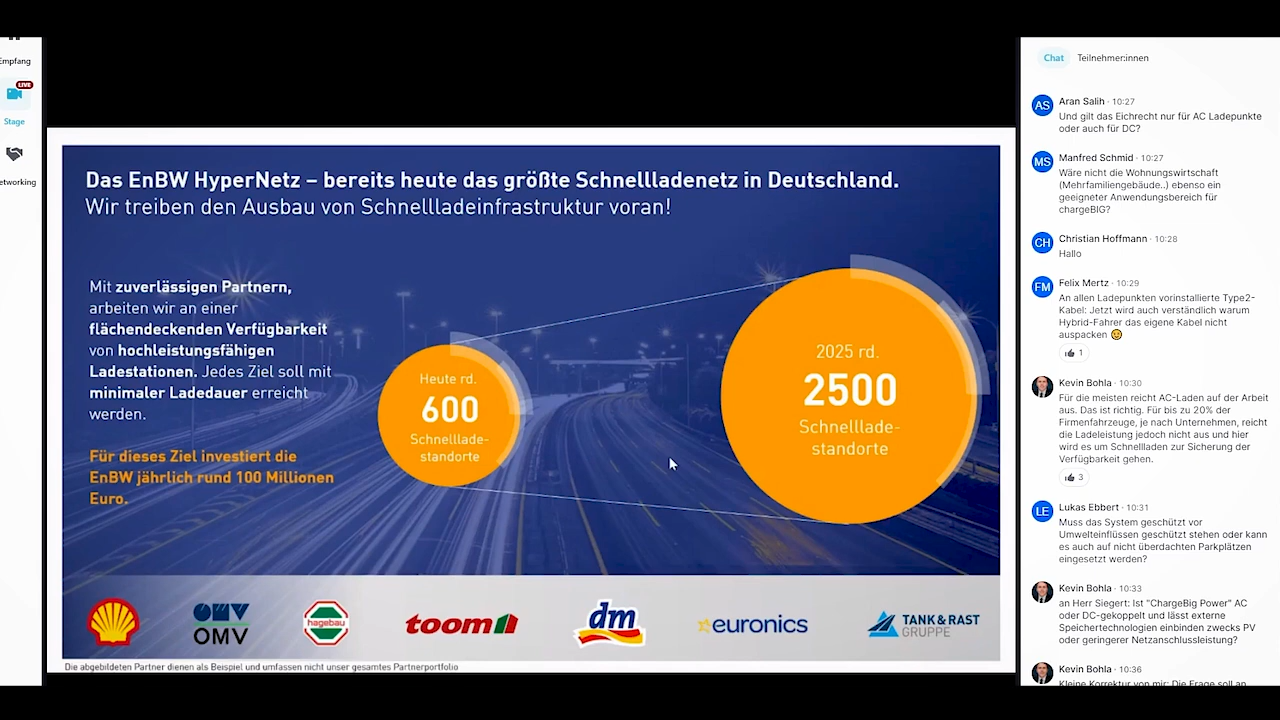 Empfang
LIVE
Stage
etworking
Das EnBW HyperNetz – bereits heute das größte Schnellladenetz in Deutschland.
Wir treiben den Ausbau von Schnellladeinfrastruktur voran!
Mit zuverlässigen Partnern,
arbeiten wir an einer
flächendeckenden Verfügbarkeit
von hochleistungsfähigen
Ladestationen. Jedes Ziel soll mit
minimaler Ladedauer erreicht
werden.
Für dieses Ziel investiert die
EnBW jährlich rund 100 Millionen
Euro.
Heute rd.
600
Schnelllade-
standorte
2025 rd.
2500
Schnelllade-
standorte
OMV
OMV
hagebau
toom
dm
euronics
TANK & RAST
GRUPPE
Die abgebildeten Partner dienen als Beispiel und umfassen nicht unser gesamtes Partnerportfolio
Chat Teilnehmer:innen
AS
Aran Salih · 10:27
Und gilt das Eichrecht nur für AC Ladepunkte
oder auch für DC?
MS
Manfred Schmid · 10:27
Wäre nicht die Wohnungswirtschaft
(Mehrfamiliengebäude..) ebenso ein
geeigneter Anwendungsbereich für
chargeBIG?
CH
Christian Hoffmann · 10:28
Hallo
FM
Felix Mertz · 10:29
An allen Ladepunkten vorinstallierte Type2-
Kabel: Jetzt wird auch verständlich warum
Hybrid-Fahrer das eigene Kabel nicht
auspacken 😉
1
Kevin Bohla · 10:30
Für die meisten reicht AC-Laden auf der Arbeit
aus. Das ist richtig. Für bis zu 20% der
Firmenfahrzeuge, je nach Unternehmen, reicht
die Ladeleistung jedoch nicht aus und hier
wird es um Schnellladen zur Sicherung der
Verfügbarkeit gehen.
3
LE
Lukas Ebbert · 10:31
Muss das System geschützt vor
Umwelteinflüssen geschützt stehen oder kann
es auch auf nicht überdachten Parkplätzen
eingesetzt werden?
Kevin Bohla · 10:33
an Herr Siegert: Ist "ChargeBig Power" AC
oder DC-gekoppelt und lässt externe
Speichertechnologien einbinden zwecks PV
oder geringerer Netzanschlussleistung?
Kevin Bohla · 10:36
Kleine Korrektur von mir: Die Frage soll an